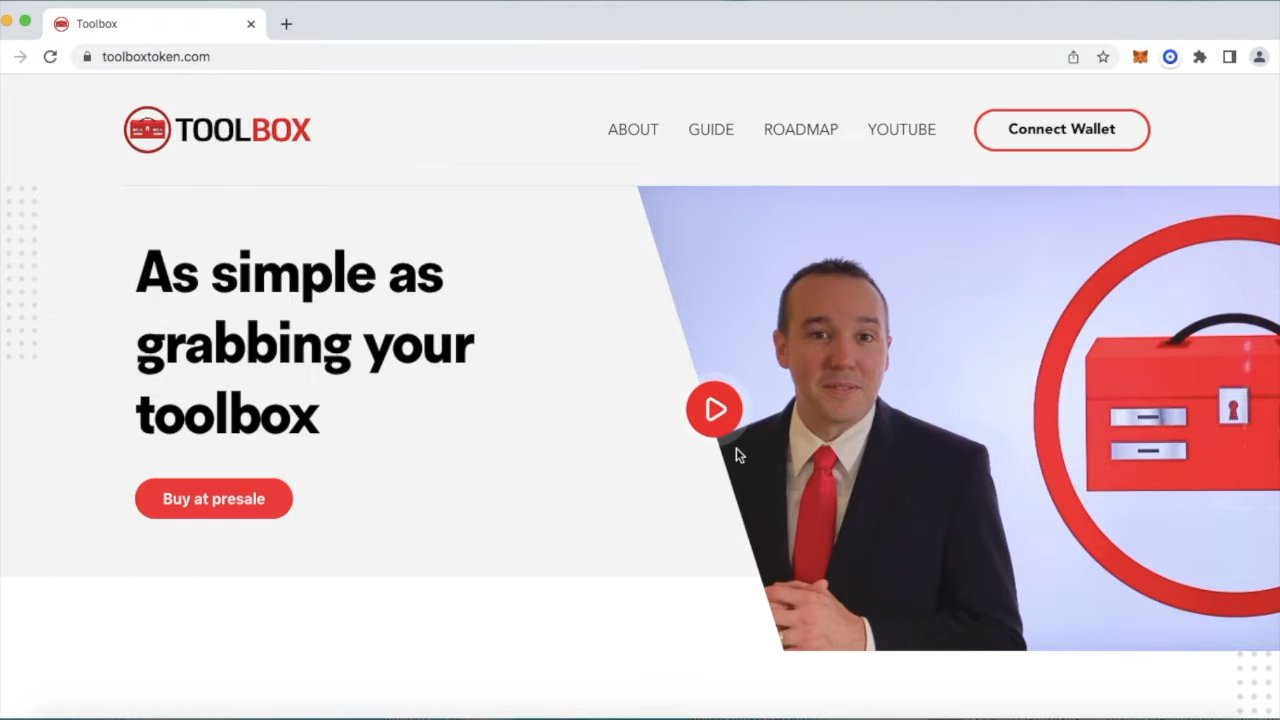 Toolbox
toolboxtoken.com
TOOLBOX
ABOUT
GUIDE
ROADMAP
YOUTUBE
Connect Wallet
As simple as
grabbing your
toolbox
Buy at presale